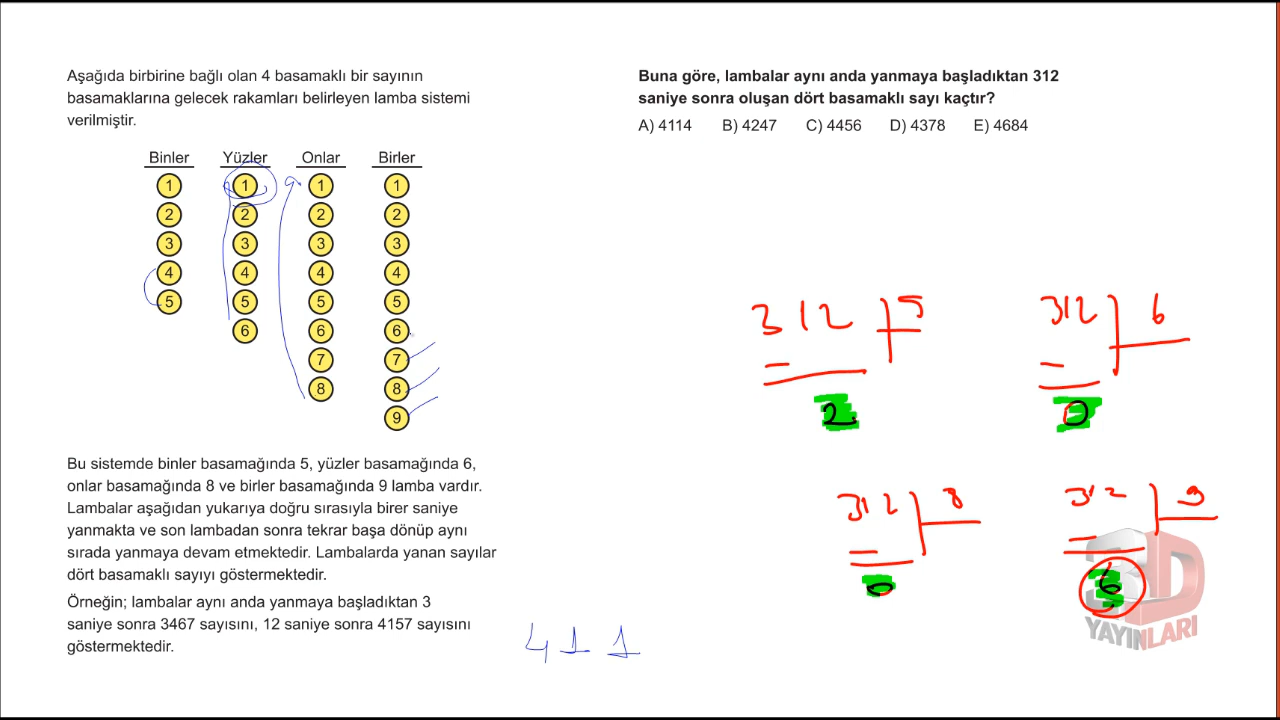 Aşağıda birbirine bağlı olan 4 basamaklı bir sayının
basamaklarına gelecek rakamları belirleyen lamba sistemi
verilmiştir.
Binler Yüzler Onlar Birler
1 1 1 1
2 2 2 2
3 3 3 3
4 4 4 4
5 5 5 5
6 6 6
7 7
8 8
9
Bu sistemde binler basamağında 5, yüzler basamağında 6,
onlar basamağında 8 ve birler basamağında 9 lamba vardır.
Lambalar aşağıdan yukarıya doğru sırasıyla birer saniye
yanmakta ve son lambadan sonra tekrar başa dönüp aynı
sırada yanmaya devam etmektedir. Lambalarda yanan sayılar
dört basamaklı sayıyı göstermektedir.
Örneğin; lambalar aynı anda yanmaya başladıktan 3
saniye sonra 3467 sayısını, 12 saniye sonra 4157 sayısını
göstermektedir.
4 1 1
Buna göre, lambalar aynı anda yanmaya başladıktan 312
saniye sonra oluşan dört basamaklı sayı kaçtır?
A) 4114 B) 4247 C) 4456 D) 4378 E) 4684
312 5
2
312 6
0
312 8
0
312 9
6
3D
YAYINLARI